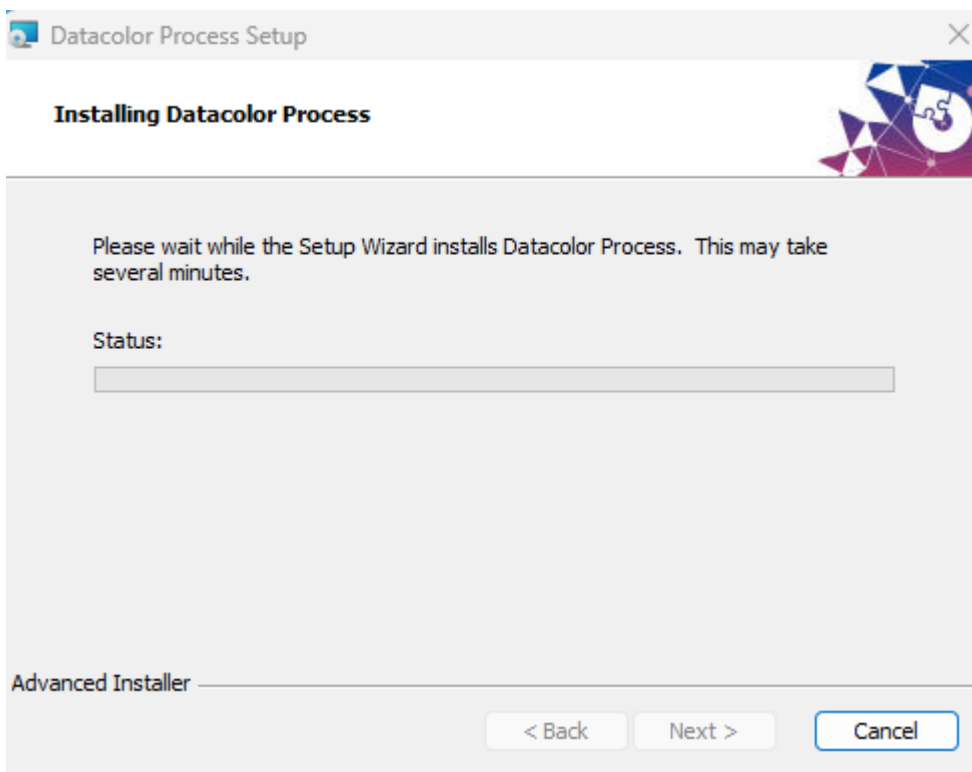 Datacolor Process Setup
Installing Datacolor Process
Please wait while the Setup Wizard installs Datacolor Process.  This may take
several minutes.
Status:
Advanced Installer
< Back
Next >
Cancel